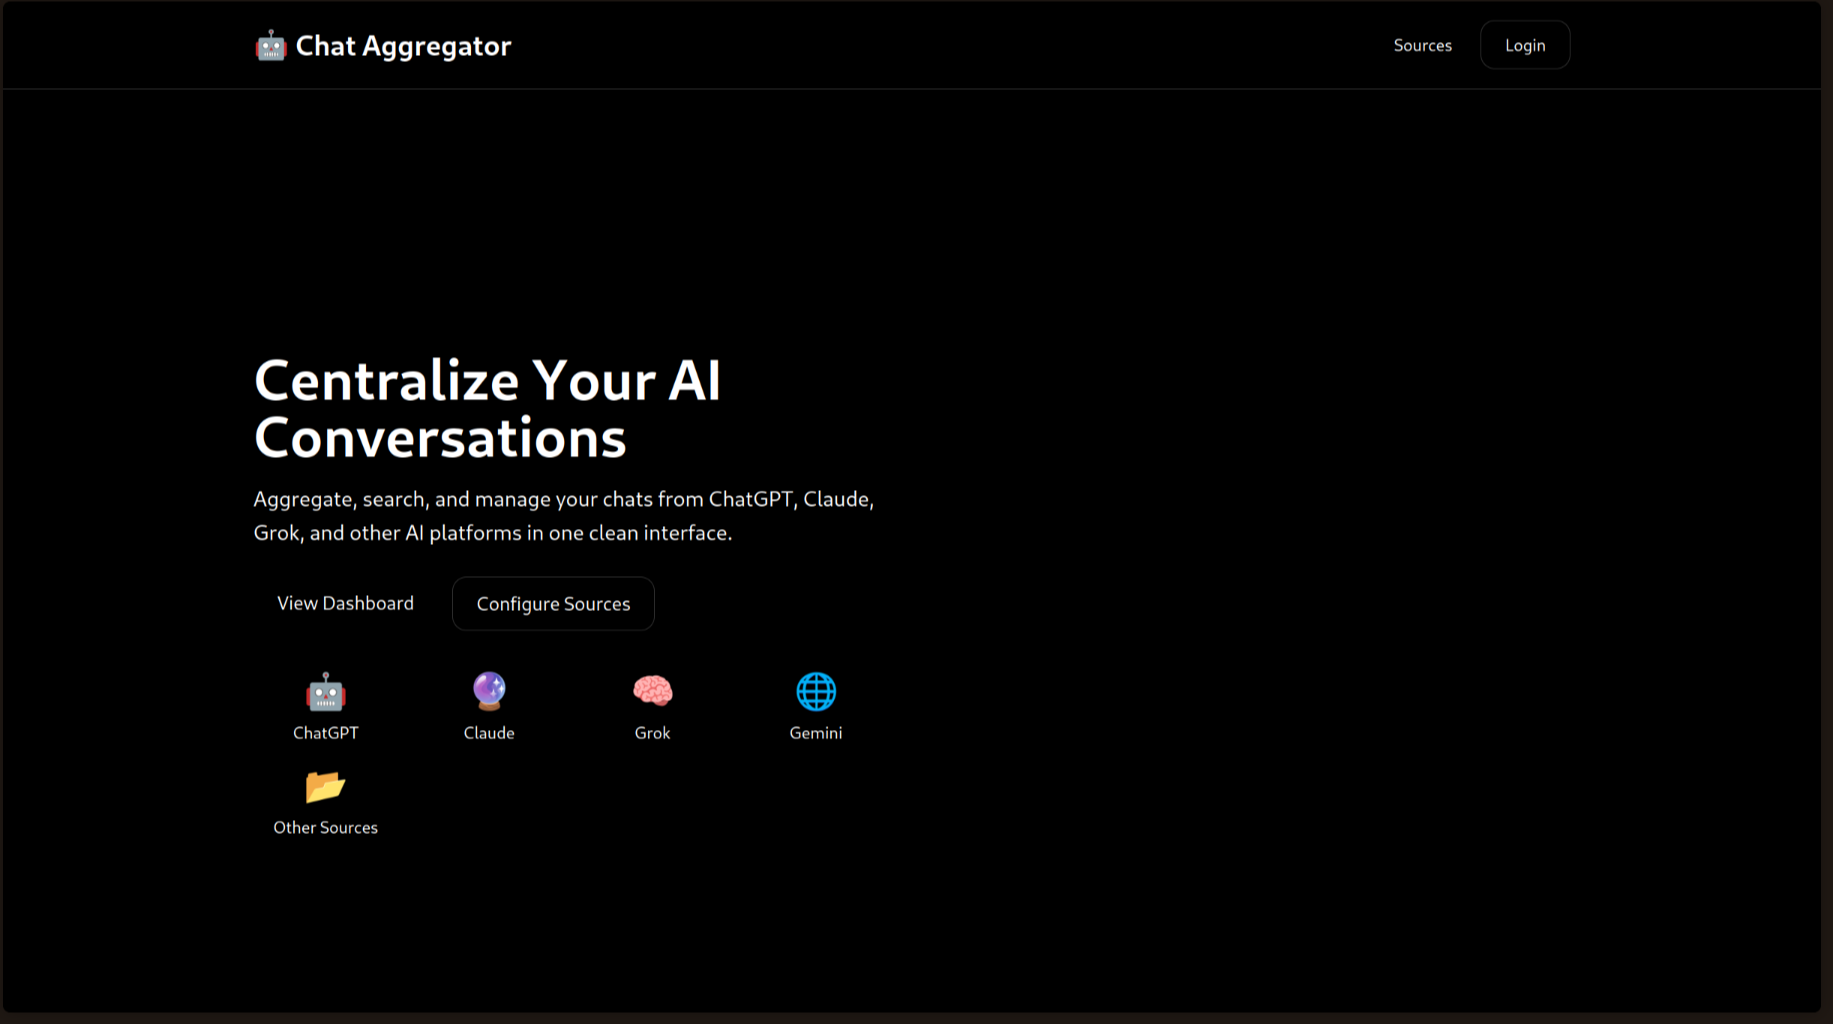 Chat Aggregator
Sources
Login
Centralize Your AI
Conversations
Aggregate, search, and manage your chats from ChatGPT, Claude,
Grok, and other AI platforms in one clean interface.
View Dashboard
Configure Sources
ChatGPT
Claude
Grok
Gemini
Other Sources